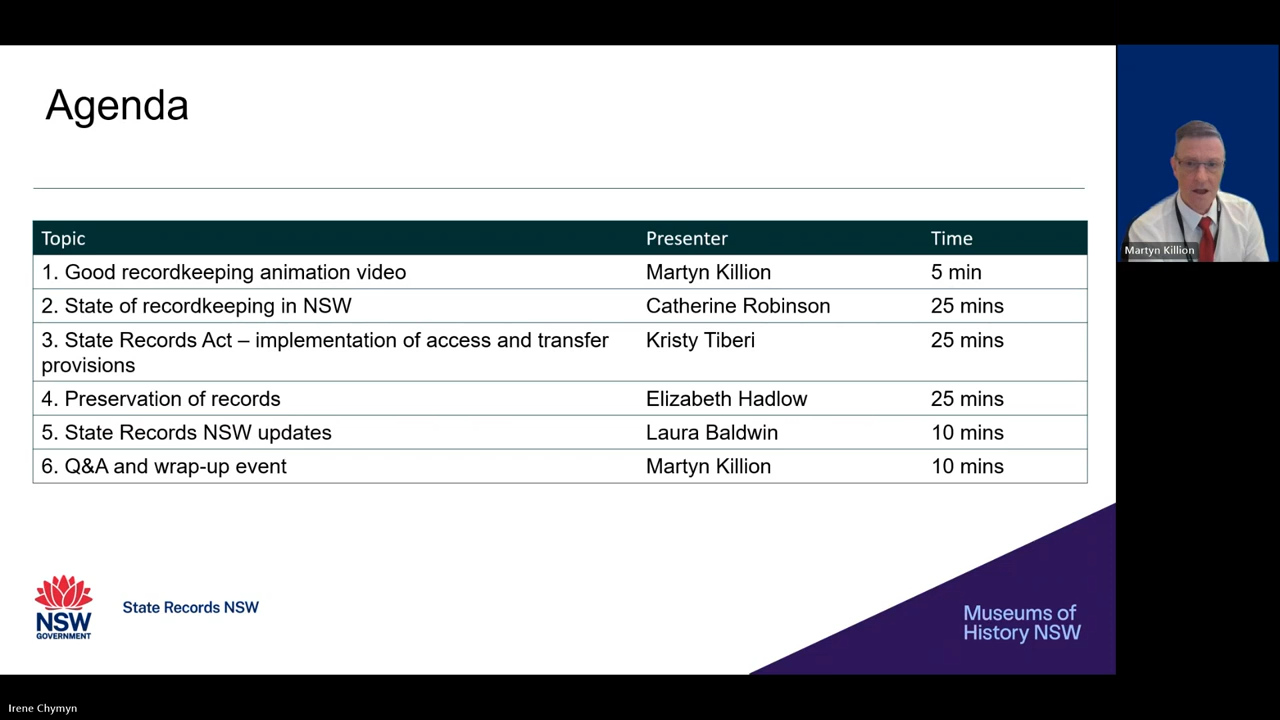 Agenda
Topic Presenter Time
1. Good recordkeeping animation video Martyn Killion 5 min
2. State of recordkeeping in NSW Catherine Robinson 25 mins
3. State Records Act – implementation of access and transfer provisions Kristy Tiberi 25 mins
4. Preservation of records Elizabeth Hadlow 25 mins
5. State Records NSW updates Laura Baldwin 10 mins
6. Q&A and wrap-up event Martyn Killion 10 mins
NSW
GOVERNMENT
State Records NSW
Museums of
History NSW
Martyn Killion
Irene Chymyn